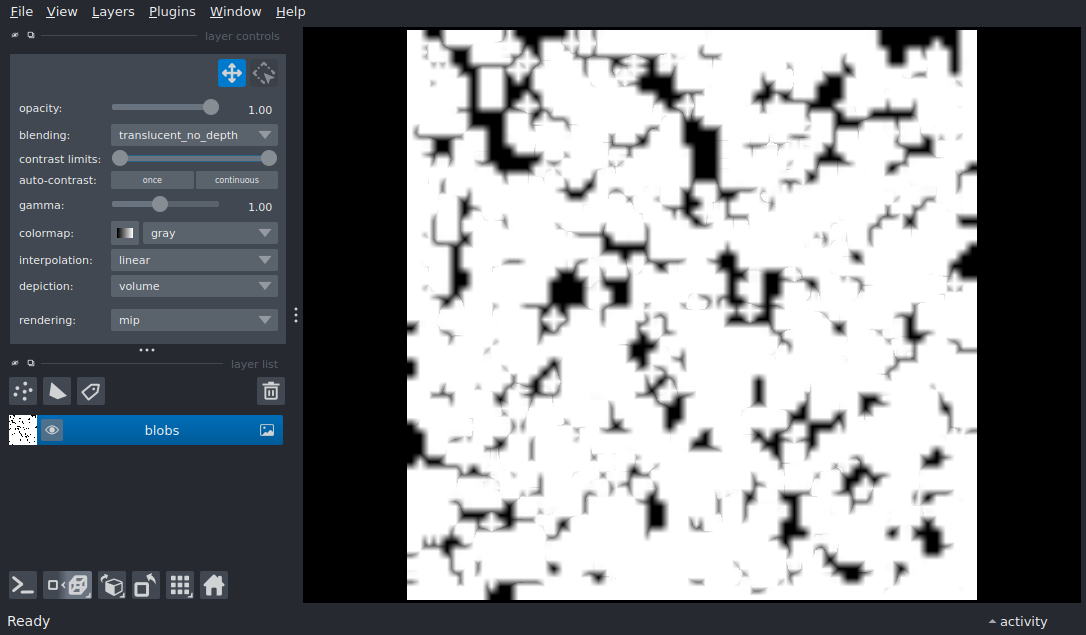 File View Layers Plugins Window Help
layer controls
opacity: 1.00
blending: translucent_no_depth
contrast limits:
auto-contrast: once continuous
gamma: 1.00
colormap: gray
interpolation: linear
depiction: volume
rendering: mip
layer list
blobs
Ready activity